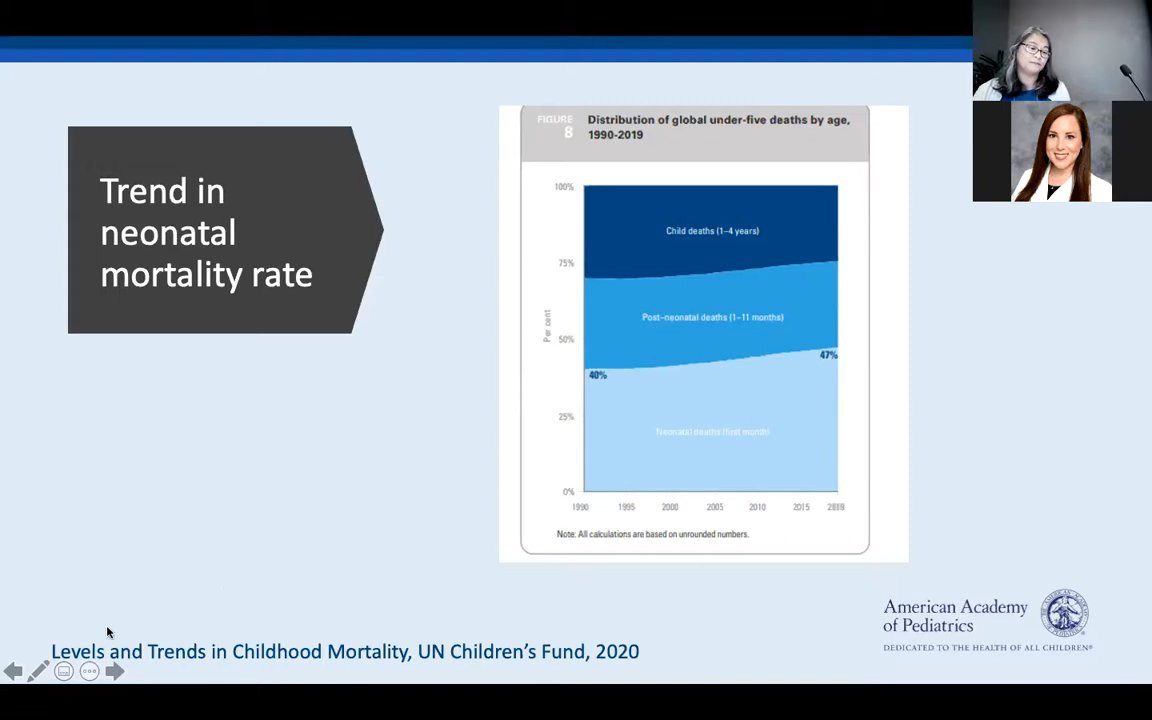 Trend in
neonatal
mortality rate
FIGURE
8
Distribution of global under-five deaths by age,
1990-2019
100%
75%
50%
25%
0%
Per cent
Child deaths (1–4 years)
Post-neonatal deaths (1–11 months)
40%
47%
Neonatal deaths (first month)
1990
1995
2000
2005
2010
2015
Note: All calculations are based on unrounded numbers.
American Academy
of Pediatrics
DEDICATED TO THE HEALTH OF ALL CHILDREN®
Levels and Trends in Childhood Mortality, UN Children’s Fund, 2020